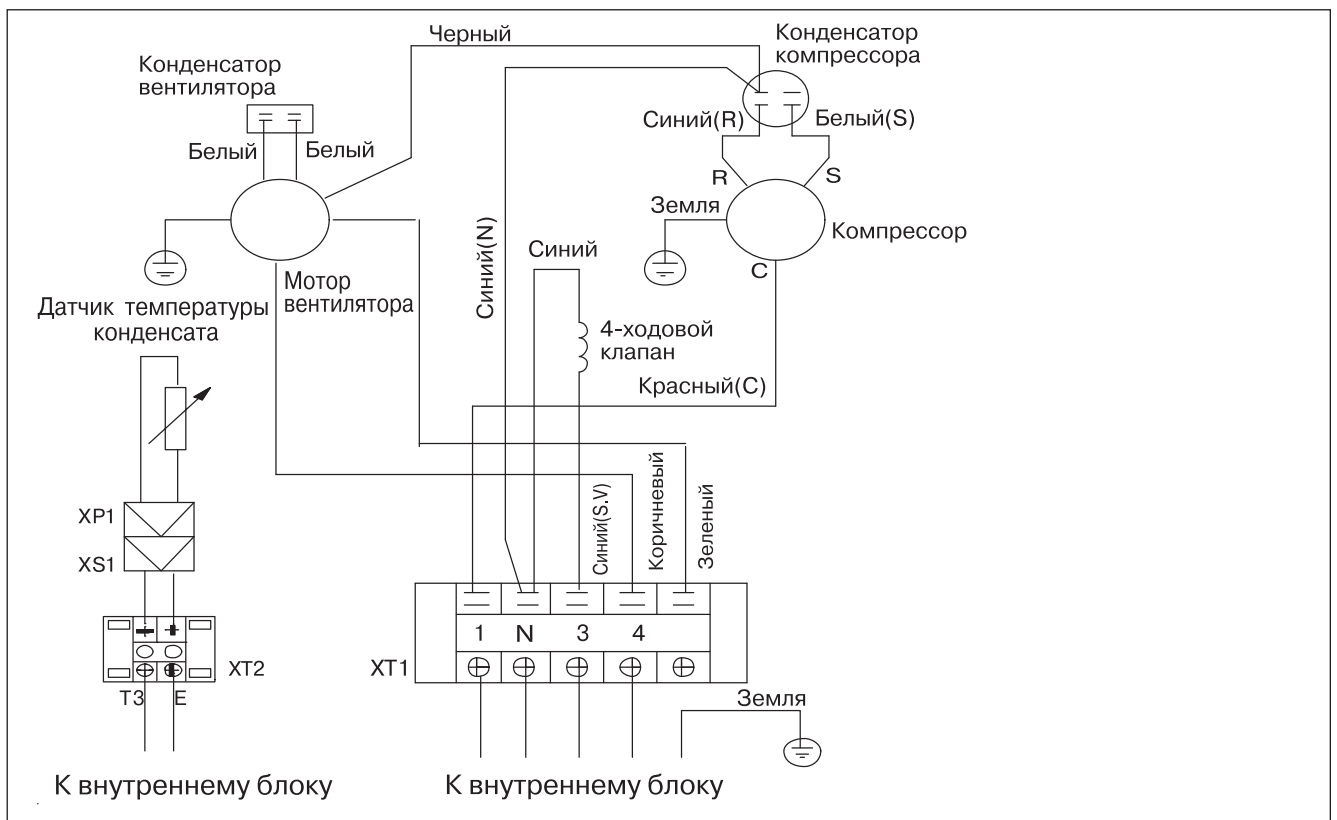 Черный
Конденсатор
компрессора
Конденсатор
вентилятора
Синий(R)
Белый(S)
Белый
Белый
R
S
Земля
Компрессор
C
Синий(N)
Синий
Мотор
вентилятора
Датчик температуры
конденсата
4-ходовой
клапан
Красный(C)
XP1
XS1
Синий(S.V)
Коричневый
Зеленый
1 N 3 4
XT2
XT1
T3 E
Земля
К внутреннему блоку
К внутреннему блоку